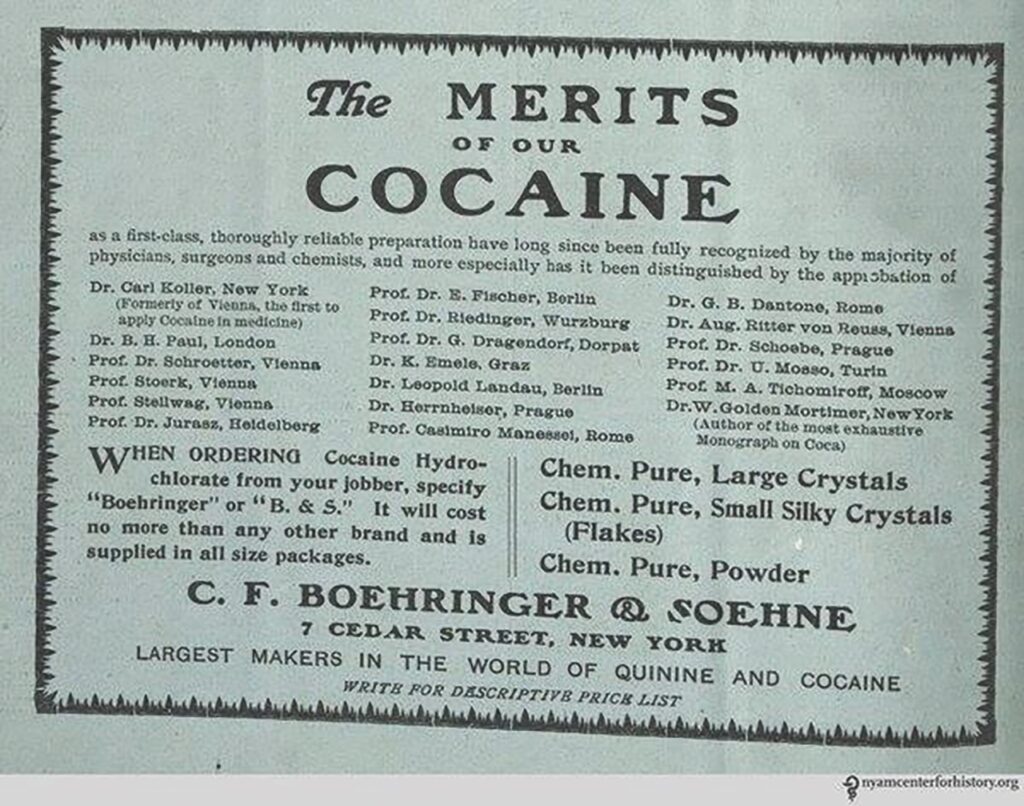 The MERITS
OF OUR
COCAINE
as a first-class, thoroughly reliable preparation have long since been fully recognized by the majority of
physicians, surgeons and chemists, and more especially has it been distinguished by the approbation of
Dr. Carl Koller, New York
(Formerly of Vienna, the first to
apply Cocaine in medicine)
Dr. B. H. Paul, London
Prof. Dr. Schroetter, Vienna
Prof. Stoerk, Vienna
Prof. Stellwag, Vienna
Prof. Dr. Jurasz, Heidelberg
Prof. Dr. E. Fischer, Berlin
Prof. Dr. Riedinger, Wurzburg
Prof. Dr. G. Dragendorf, Dorpat
Dr. K. Emele, Graz
Dr. Leopold Landau, Berlin
Dr. Herrnheiser, Prague
Prof. Casimiro Manessei, Rome
Dr. G. B. Dantone, Rome
Dr. Aug. Ritter von Reuss, Vienna
Prof. Dr. Schoebe, Prague
Prof. Dr. U. Mosso, Turin
Prof. M. A. Tichomiroff, Moscow
Dr. W. Golden Mortimer, New York
(Author of the most exhaustive
Monograph on Coca)
WHEN ORDERING Cocaine Hydro-
chlorate from your jobber, specify
"Boehringer" or "B. & S." It will cost
no more than any other brand and is
supplied in all size packages.
Chem. Pure, Large Crystals
Chem. Pure, Small Silky Crystals
(Flakes)
Chem. Pure, Powder
C. F. BOEHRINGER & SOEHNE
7 CEDAR STREET, NEW YORK
LARGEST MAKERS IN THE WORLD OF QUININE AND COCAINE
WRITE FOR DESCRIPTIVE PRICE LIST
nyamcenterforhistory.org